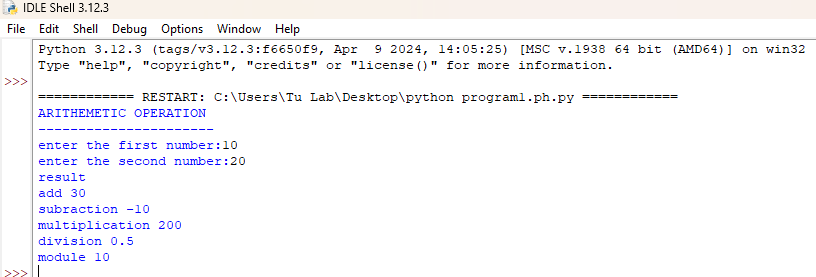 IDLE Shell 3.12.3
File Edit Shell Debug Options Window Help
Python 3.12.3 (tags/v3.12.3:f6650f9, Apr  9 2024, 14:05:25) [MSC v.1938 64 bit (AMD64)] on win32
Type "help", "copyright", "credits" or "license()" for more information.
>>>
============ RESTART: C:\Users\Tu Lab\Desktop\python program1.ph.py ============
ARITHEMETIC OPERATION
----------------------
enter the first number:10
enter the second number:20
result
add 30
subraction -10
multiplication 200
division 0.5
module 10
>>>